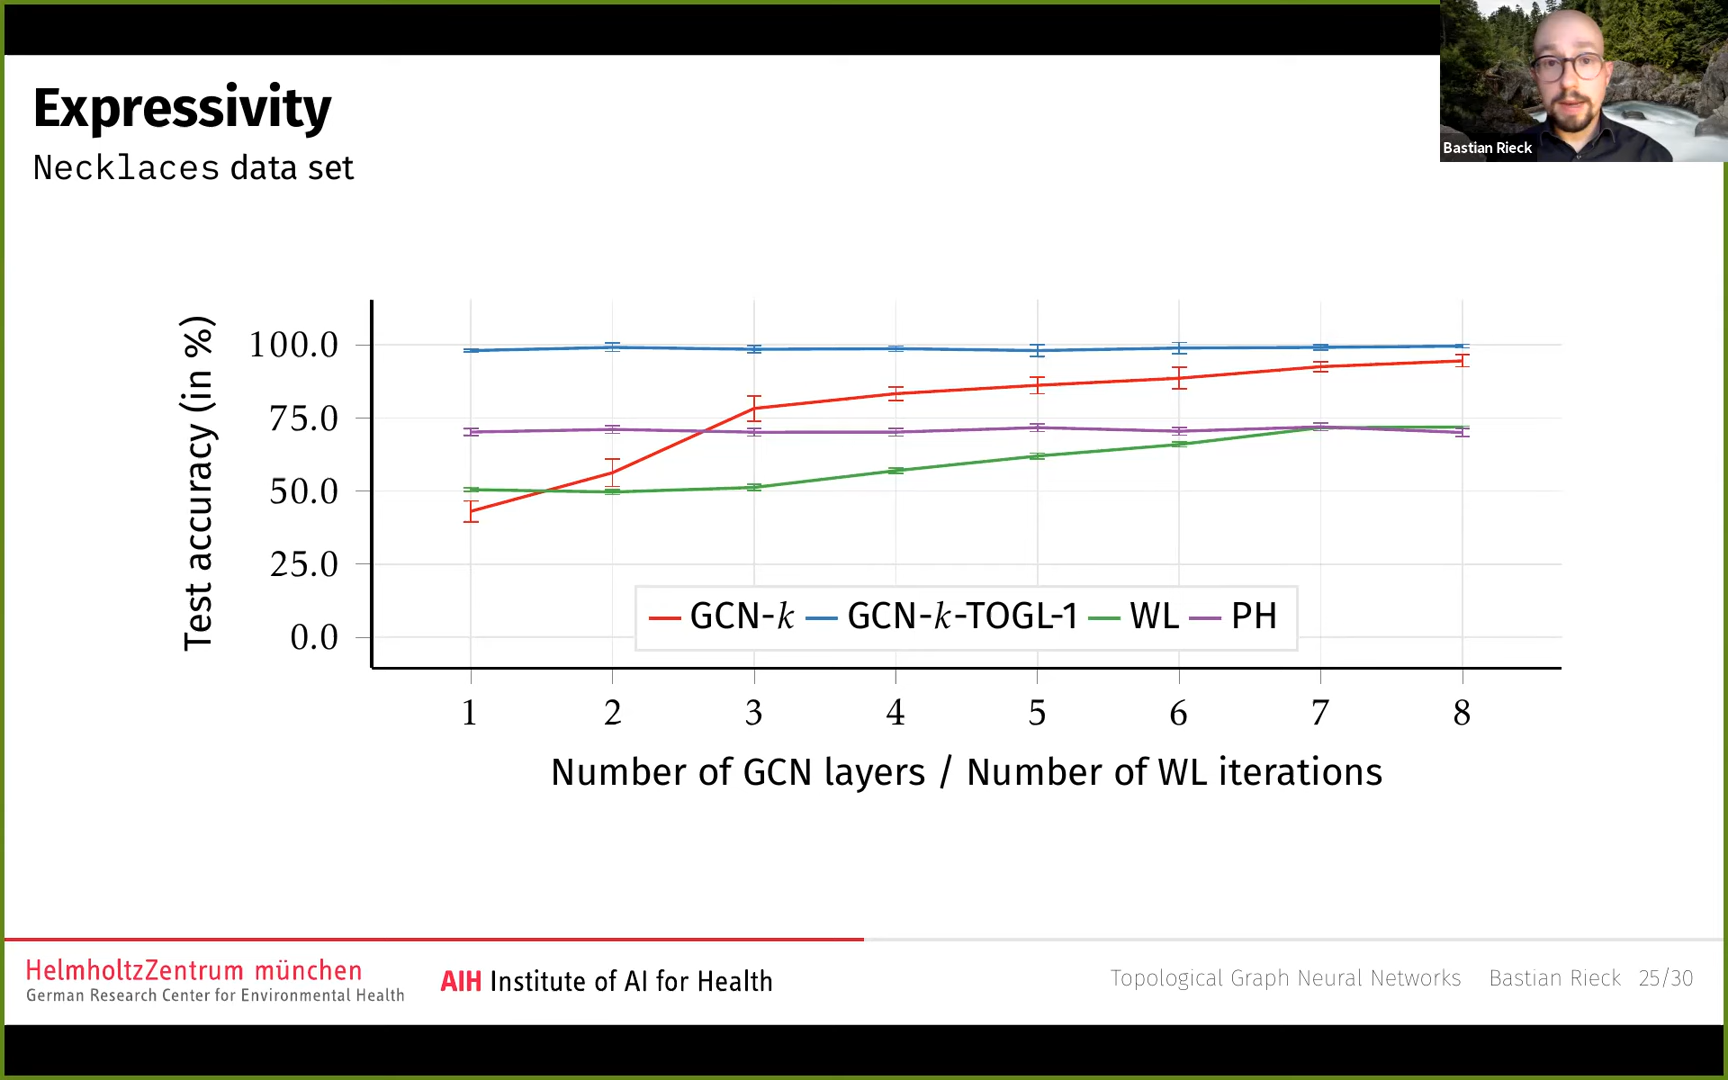 Bastian Rieck
Expressivity
Necklaces data set
Test accuracy (in %)
100.0
75.0
50.0
25.0
0.0
GCN-k GCN-k-TOGL-1 WL PH
1 2 3 4 5 6 7 8
Number of GCN layers / Number of WL iterations
HelmholtzZentrum münchen
German Research Center for Environmental Health
AIH Institute of AI for Health
Topological Graph Neural Networks Bastian Rieck 25/30